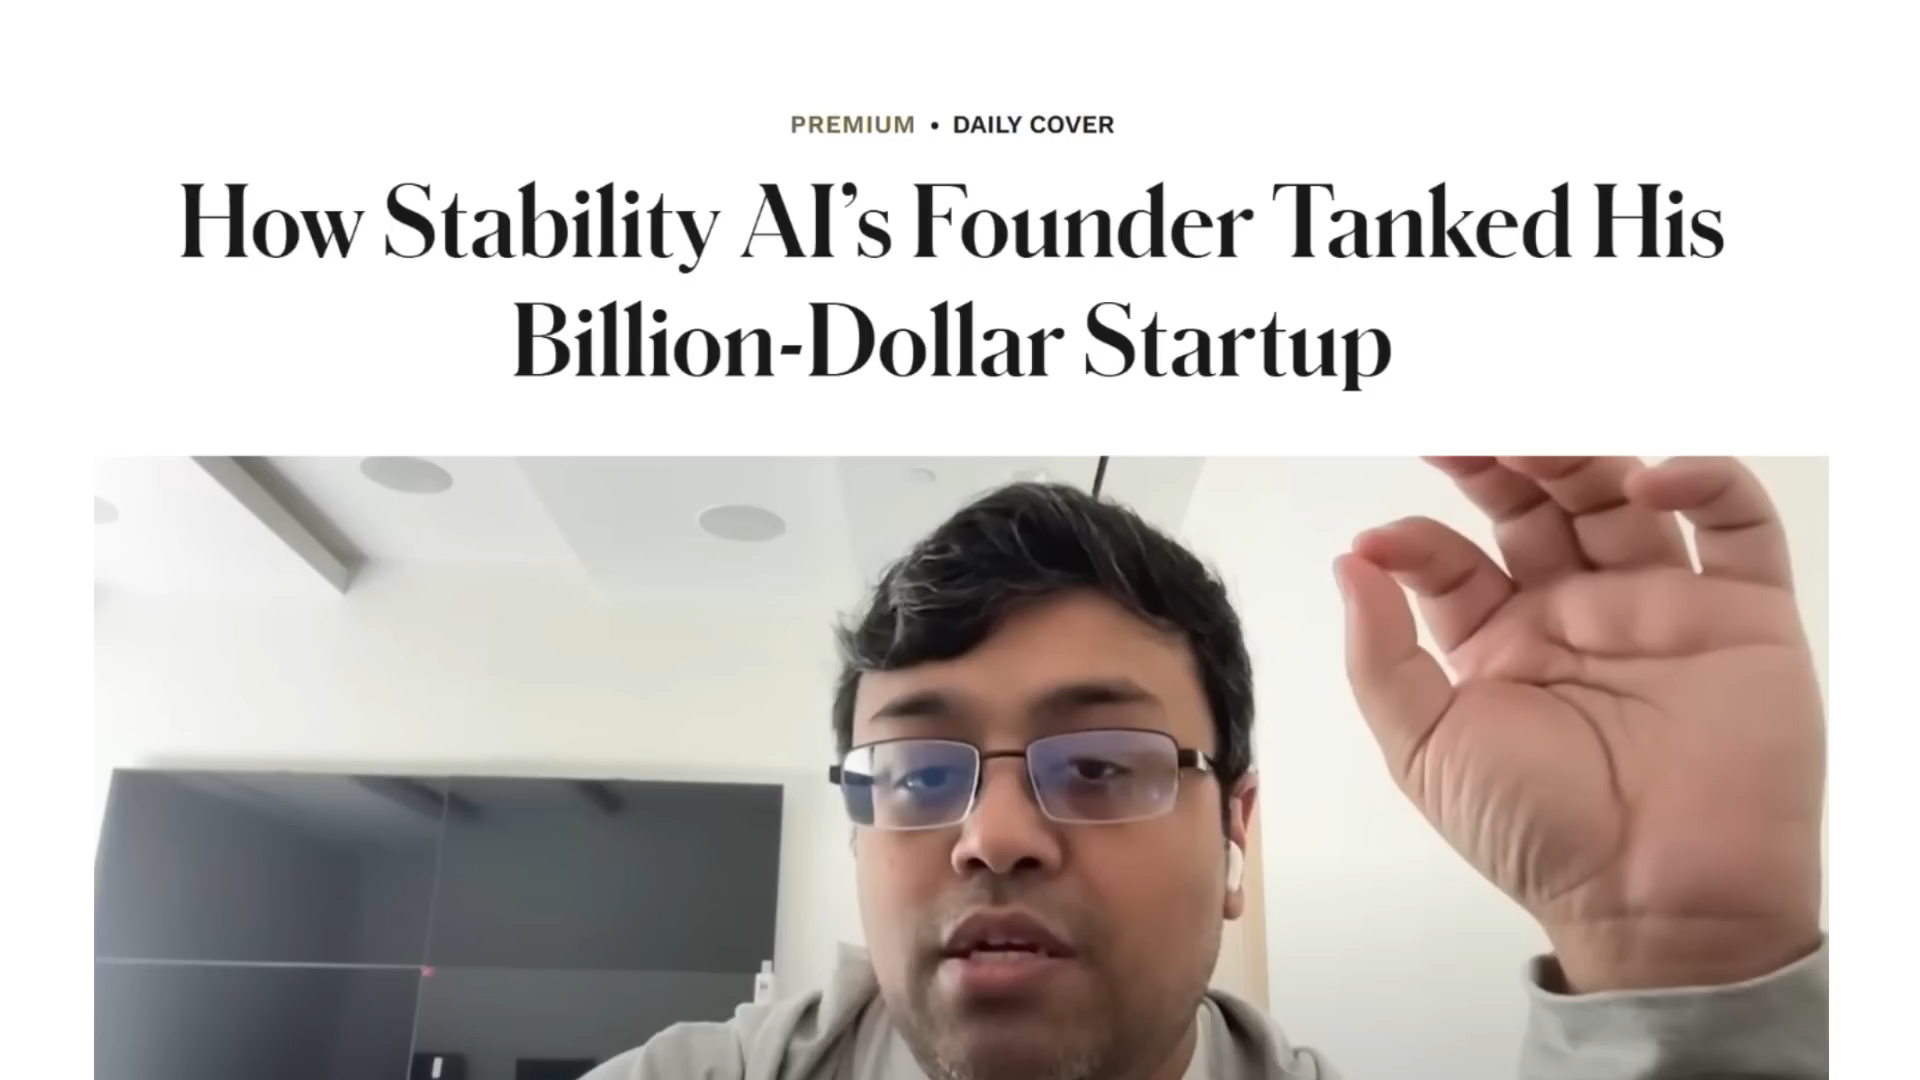 PREMIUM • DAILY COVER
How Stability AI’s Founder Tanked His
Billion-Dollar Startup